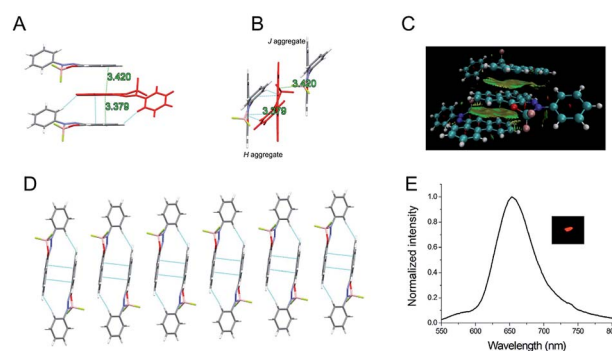 A
3.420
3.379
B
J aggregate
3.420
3.379
H aggregate
C
D
E
Normalized intensity
1.0
0.8
0.6
0.4
0.2
0.0
550
600
650
700
750
Wavelength (nm)